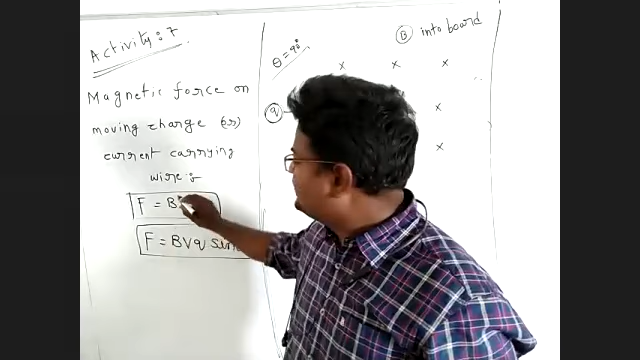 Activity: 7
Magnetic force on
moving charge (or)
current carrying
wire:
F = B
F = BVq sin
θ = 90°
B into board
x x x
q
x
x